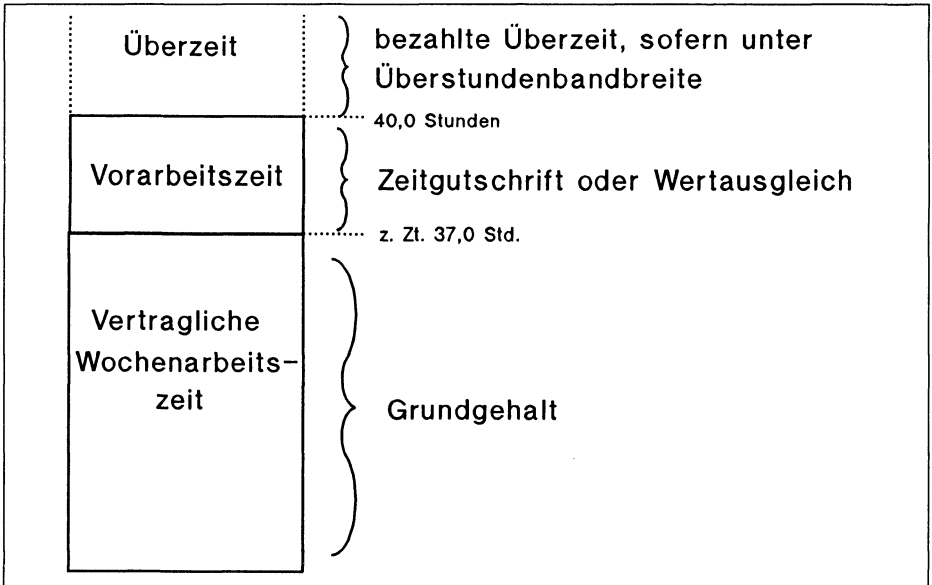 Überzeit
bezahlte Überzeit, sofern unter
Überstundenbandbreite
40,0 Stunden
Vorarbeitszeit
Zeitgutschrift oder Wertausgleich
z. Zt. 37,0 Std.
Vertragliche
Wochenarbeits-
zeit
Grundgehalt